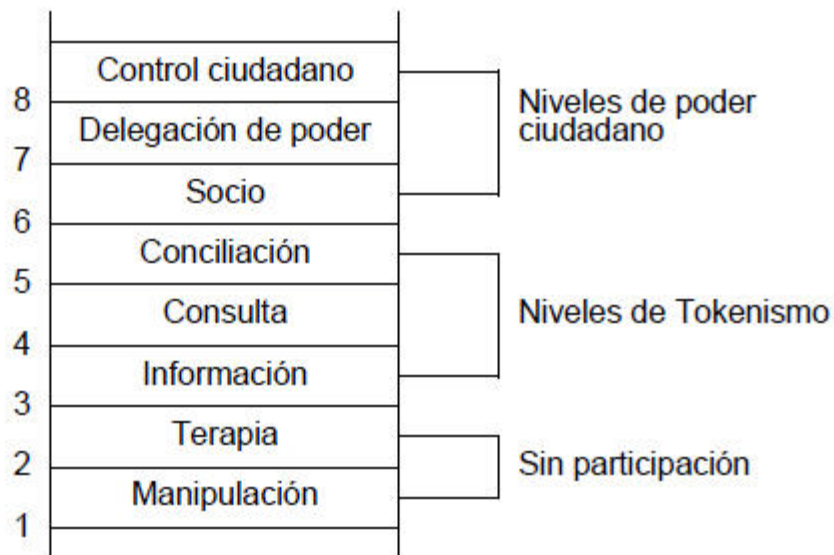 Control ciudadano
8
Niveles de poder
ciudadano
Delegación de poder
7
Socio
6
Conciliación
5
Consulta
Niveles de Tokenismo
4
Información
3
Terapia
2
Sin participación
Manipulación
1